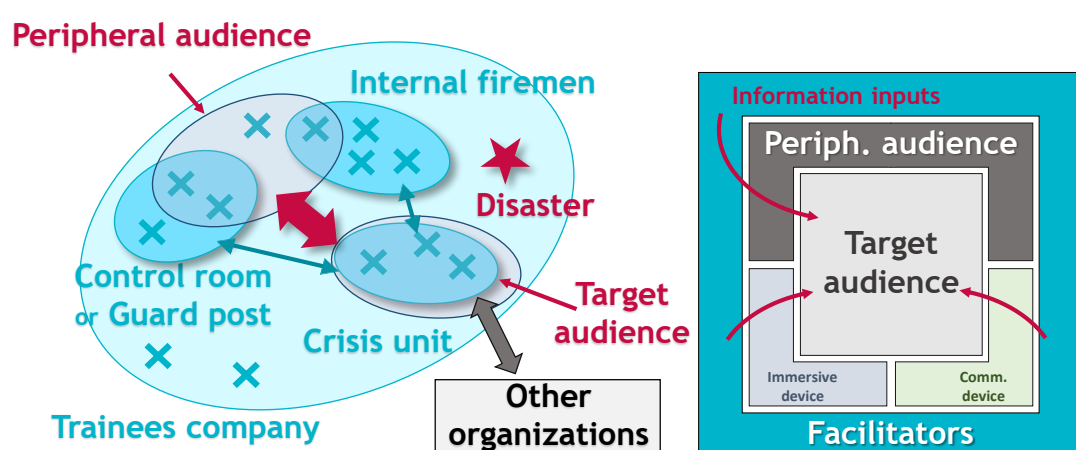 Peripheral audience
Internal firemen
Disaster
Control room
or Guard post
Crisis unit
Target
audience
Trainees company
Other
organizations
Information inputs
Periph. audience
Target
audience
Immersive
device
Comm.
device
Facilitators